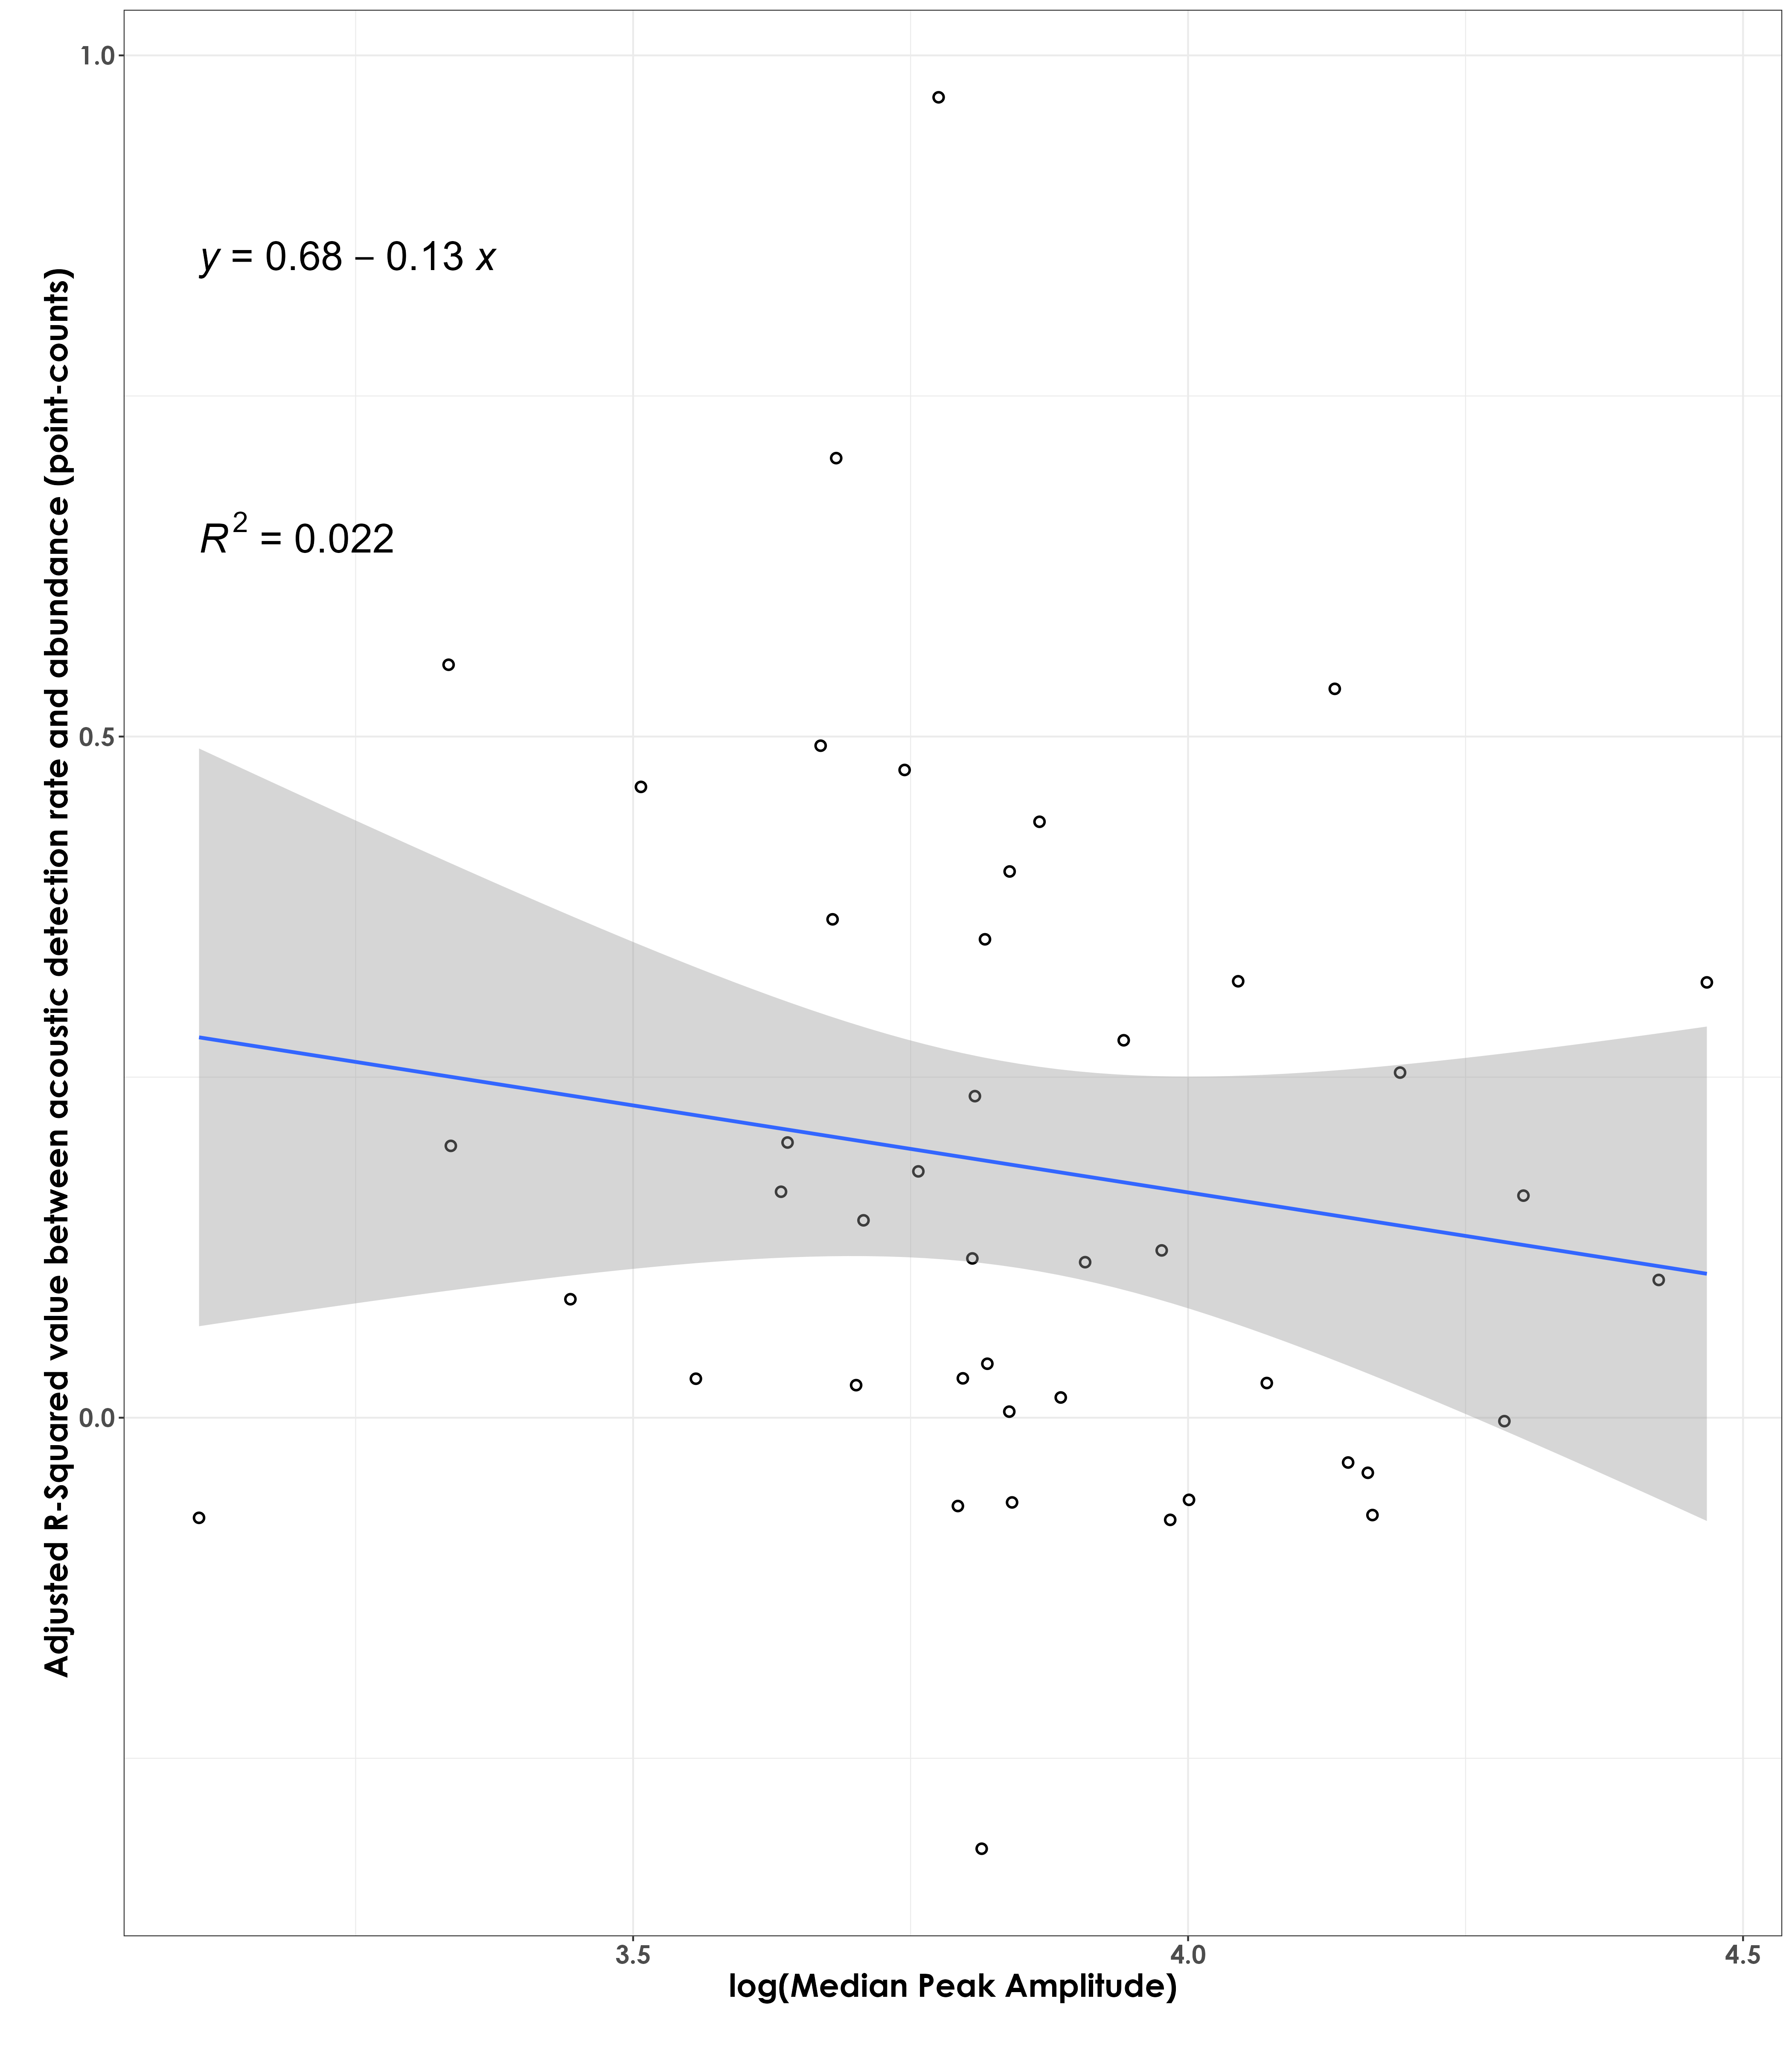 Adjusted R-Squared value between acoustic detection rate and abundance (point-counts)
1.0
0.5
0.0
y = 0.68 – 0.13 x
R² = 0.022
3.5
4.0
4.5
log(Median Peak Amplitude)